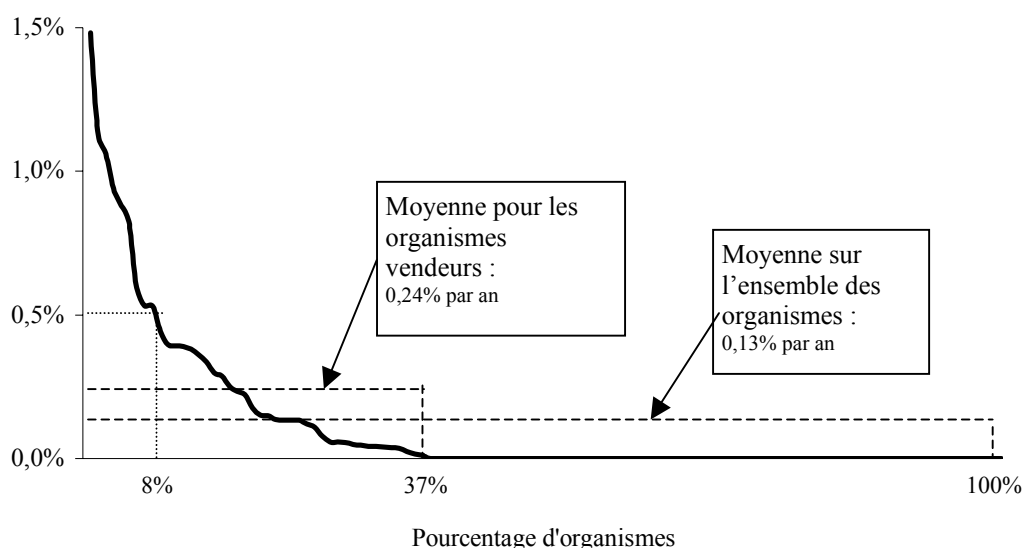 1,5%
1,0%
0,5%
0,0%
Moyenne pour les
organismes
vendeurs :
0,24% par an
Moyenne sur
l’ensemble des
organismes :
0,13% par an
8%
37%
100%
Pourcentage d'organismes